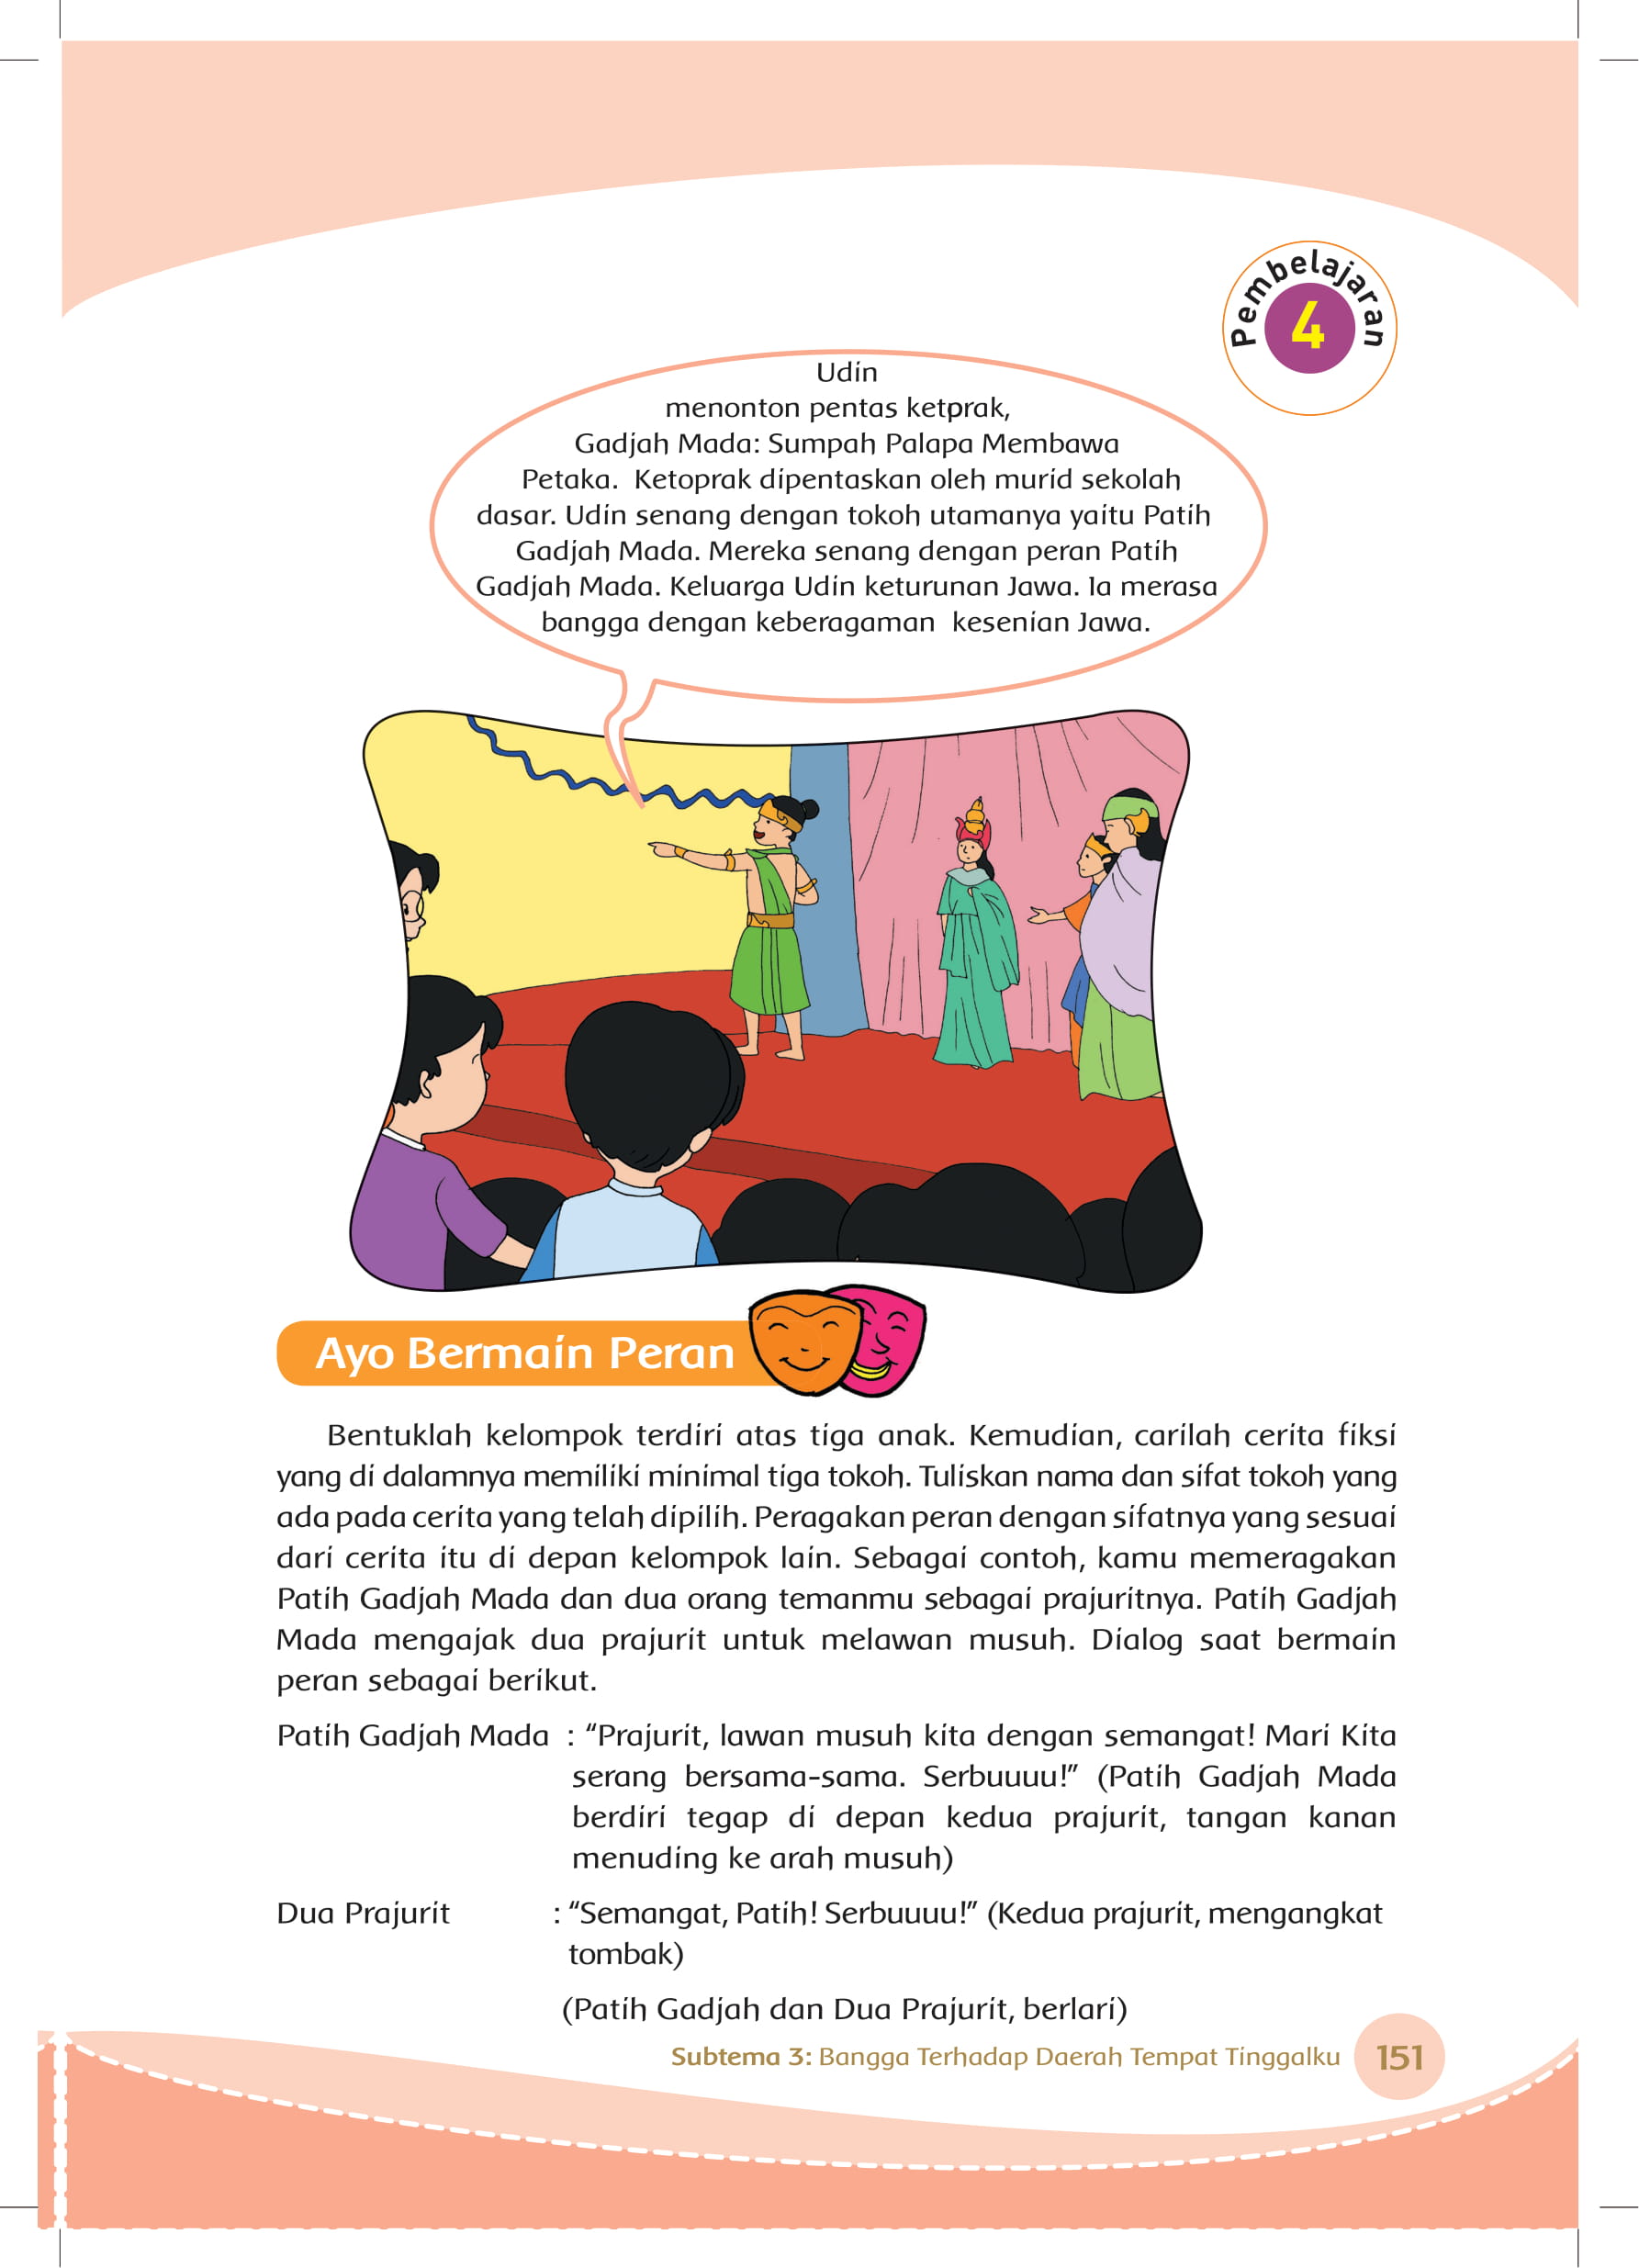 Pembelajaran
4
Udin
menonton pentas ketoprak,
Gadjah Mada: Sumpah Palapa Membawa
Petaka. Ketoprak dipentaskan oleh murid sekolah
dasar. Udin senang dengan tokoh utamanya yaitu Patih
Gadjah Mada. Mereka senang dengan peran Patih
Gadjah Mada. Keluarga Udin keturunan Jawa. Ia merasa
bangga dengan keberagaman kesenian Jawa.
Ayo Bermain Peran
Bentuklah kelompok terdiri atas tiga anak. Kemudian, carilah cerita fiksi
yang di dalamnya memiliki minimal tiga tokoh. Tuliskan nama dan sifat tokoh yang
ada pada cerita yang telah dipilih. Peragakan peran dengan sifatnya yang sesuai
dari cerita itu di depan kelompok lain. Sebagai contoh, kamu memeragakan
Patih Gadjah Mada dan dua orang temanmu sebagai prajuritnya. Patih Gadjah
Mada mengajak dua prajurit untuk melawan musuh. Dialog saat bermain
peran sebagai berikut.
Patih Gadjah Mada : “Prajurit, lawan musuh kita dengan semangat! Mari Kita
serang bersama-sama. Serbuuuu!” (Patih Gadjah Mada
berdiri tegap di depan kedua prajurit, tangan kanan
menuding ke arah musuh)
Dua Prajurit : “Semangat, Patih! Serbuuuu!” (Kedua prajurit, mengangkat
tombak)
(Patih Gadjah dan Dua Prajurit, berlari)
Subtema 3: Bangga Terhadap Daerah Tempat Tinggalku 151